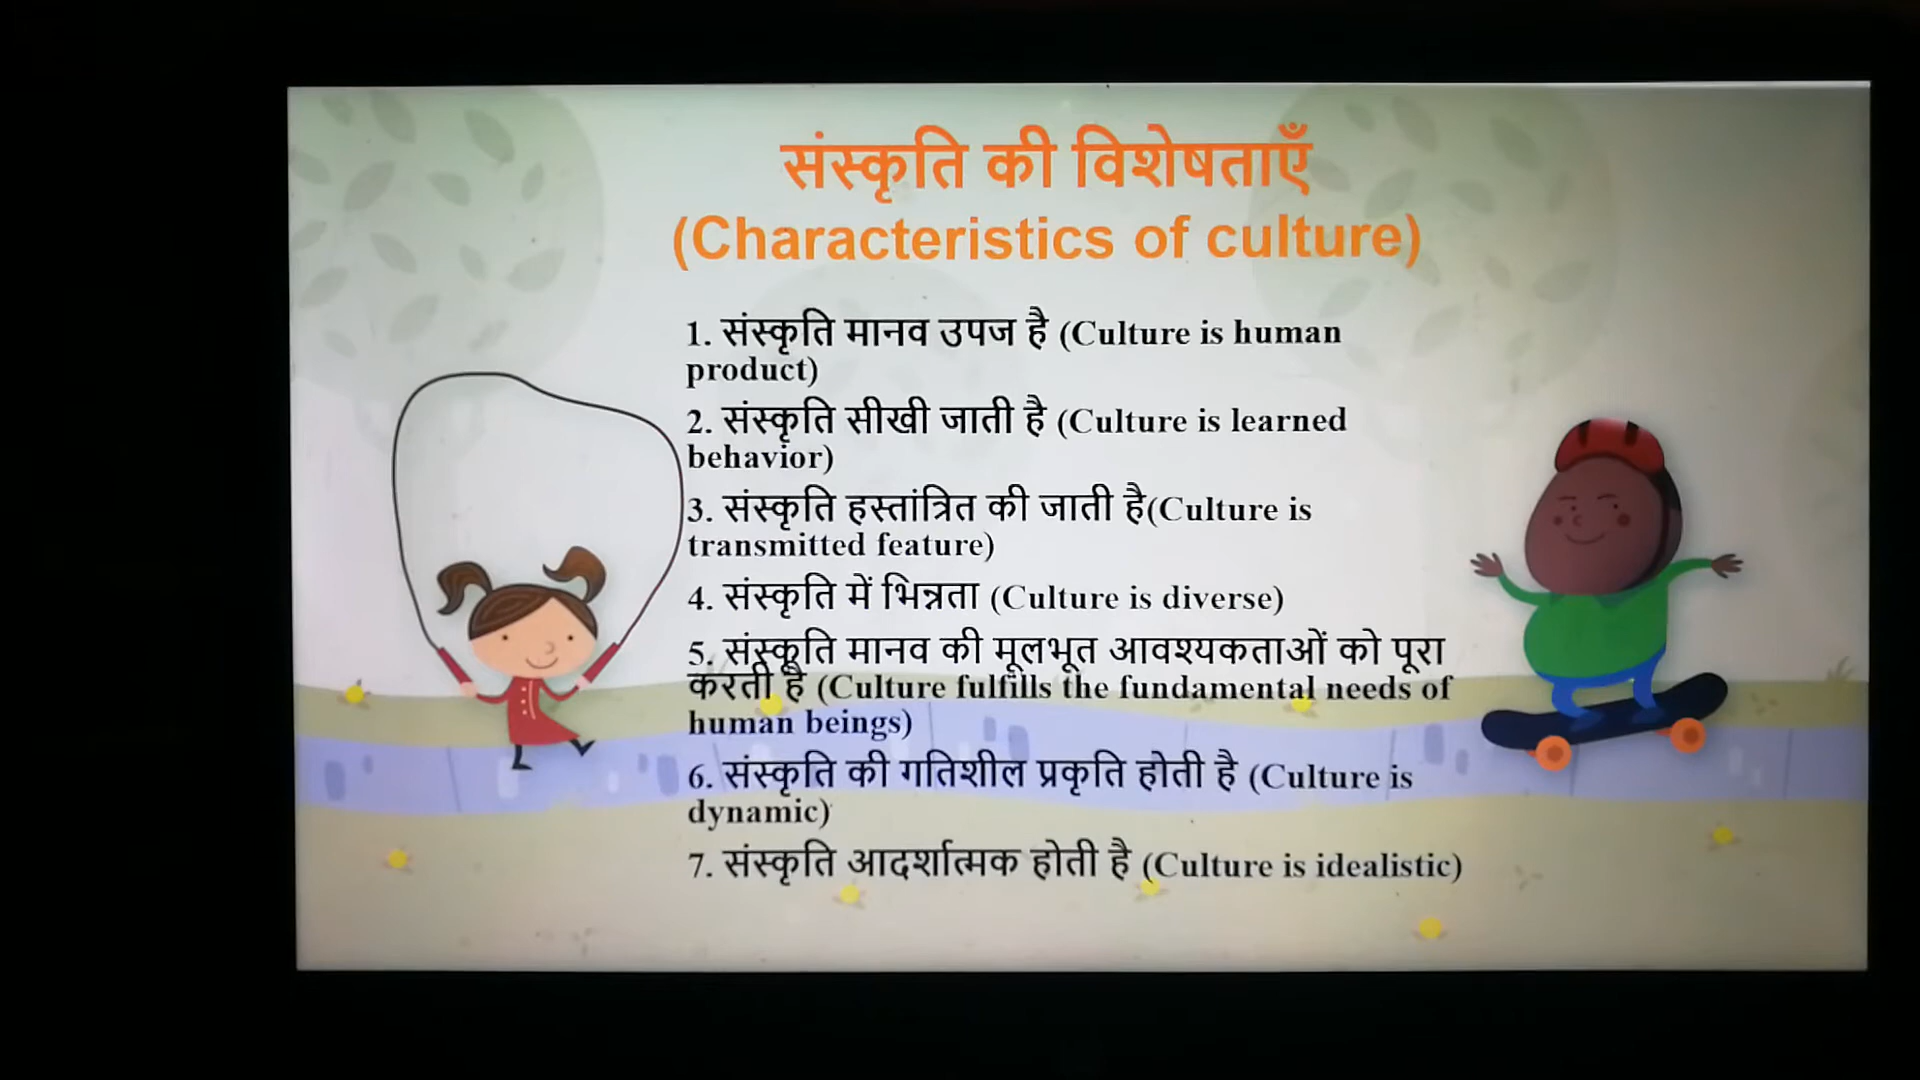 संस्कृति की विशेषताएँ
(Characteristics of culture)
1. संस्कृति मानव उपज है (Culture is human
product)
2. संस्कृति सीखी जाती है (Culture is learned
behavior)
3. संस्कृति हस्तांत्रित की जाती है(Culture is
transmitted feature)
4. संस्कृति में भिन्नता (Culture is diverse)
5. संस्कृति मानव की मूलभूत आवश्यकताओं को पूरा
करती है (Culture fulfills the fundamental needs of
human beings)
6. संस्कृति की गतिशील प्रकृति होती है (Culture is
dynamic)
7. संस्कृति आदर्शात्मक होती है (Culture is idealistic)